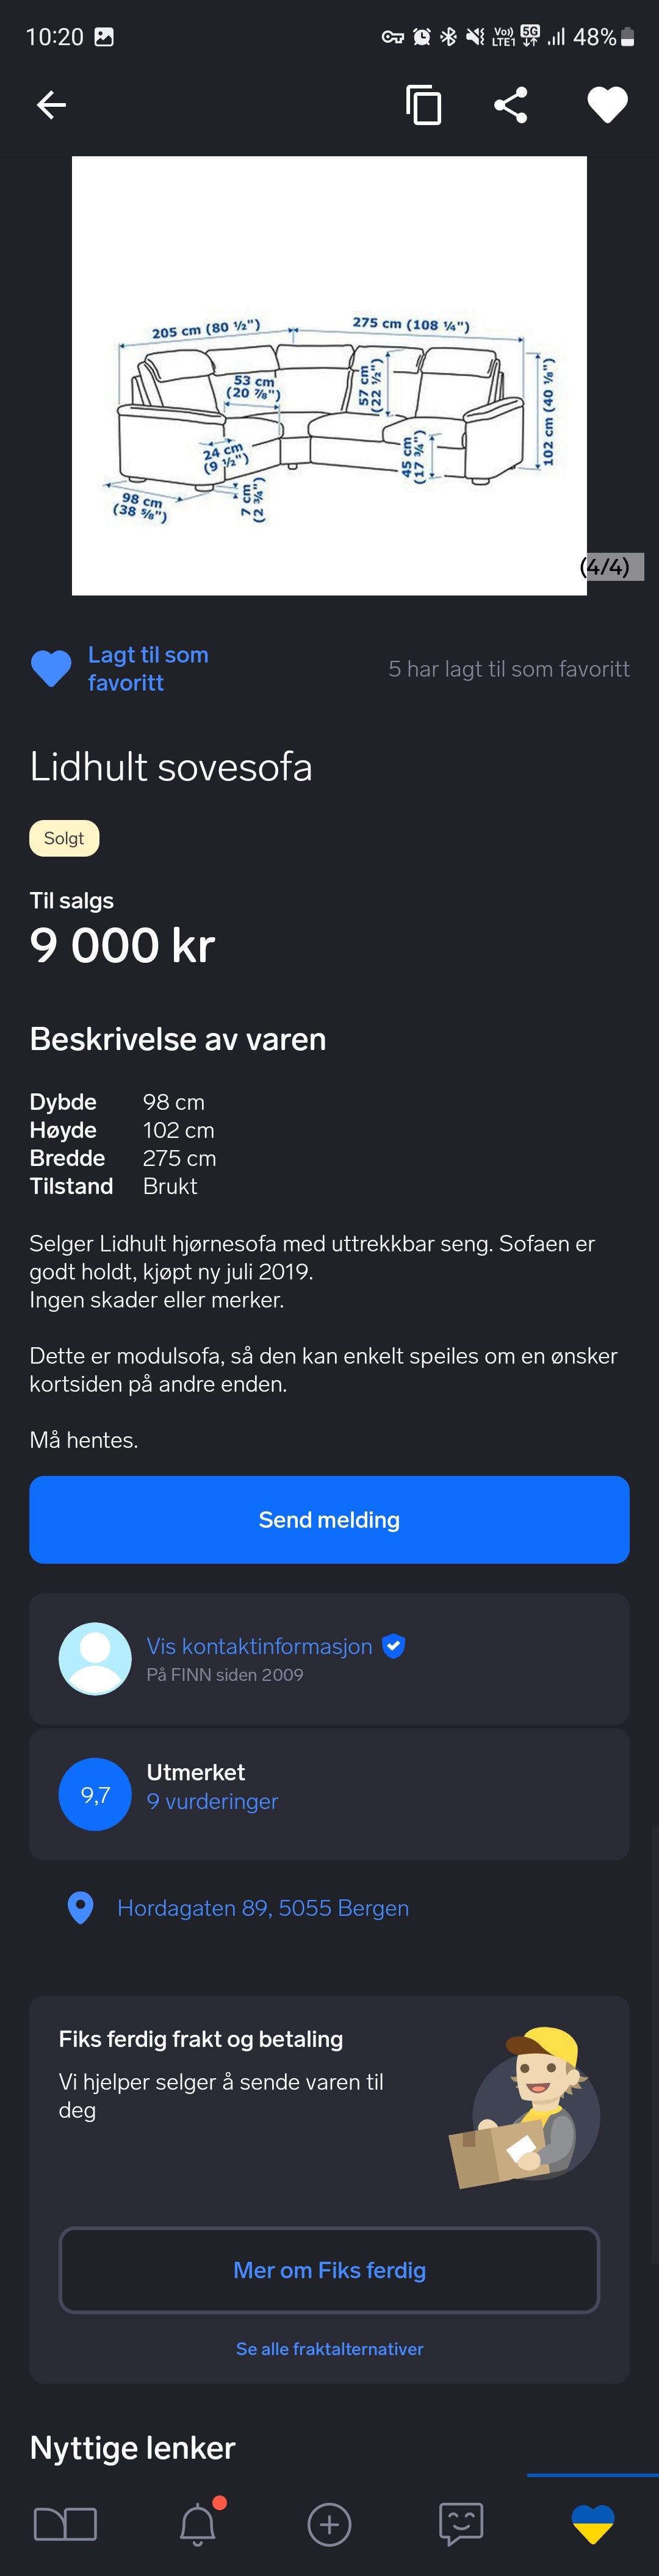 10:20
Vo)) LTE1 5G 48%
205 cm (80 ½")
275 cm (108 ¼")
53 cm (20 ⅞")
57 cm (22 ½")
102 cm (40 ⅛")
24 cm (9 ½")
45 cm (17 ¾")
98 cm (38 ⅝")
7 cm (2 ¾")
(4/4)
Lagt til som
favoritt
5 har lagt til som favoritt
Lidhult sovesofa
Solgt
Til salgs
9 000 kr
Beskrivelse av varen
Dybde 98 cm
Høyde 102 cm
Bredde 275 cm
Tilstand Brukt
Selger Lidhult hjørnesofa med uttrekkbar seng. Sofaen er
godt holdt, kjøpt ny juli 2019.
Ingen skader eller merker.
Dette er modulsofa, så den kan enkelt speiles om en ønsker
kortsiden på andre enden.
Må hentes.
Send melding
Vis kontaktinformasjon
På FINN siden 2009
9,7
Utmerket
9 vurderinger
Hordagaten 89, 5055 Bergen
Fiks ferdig frakt og betaling
Vi hjelper selger å sende varen til
deg
Mer om Fiks ferdig
Se alle fraktalternativer
Nyttige lenker